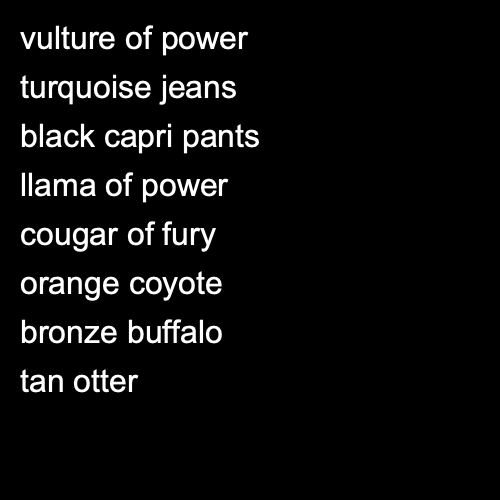 vulture of power
turquoise jeans
black capri pants
llama of power
cougar of fury
orange coyote
bronze buffalo
tan otter